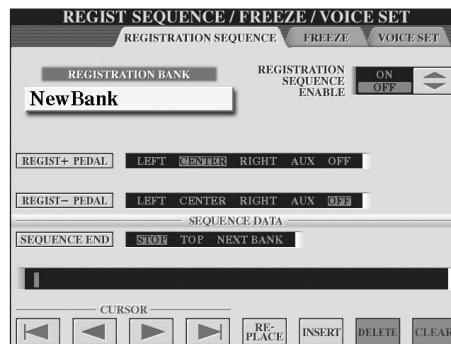 REGIST SEQUENCE / FREEZE / VOICE SET
REGISTRATION SEQUENCE FREEZE VOICE SET
REGISTRATION BANK
NewBank
REGISTRATION
SEQUENCE
ENABLE
ON
OFF
REGIST+ PEDAL LEFT CENTER RIGHT AUX OFF
REGIST− PEDAL LEFT CENTER RIGHT AUX OFF
SEQUENCE DATA
SEQUENCE END STOP TOP NEXT BANK
CURSOR
RE-
PLACE
INSERT DELETE CLEAR